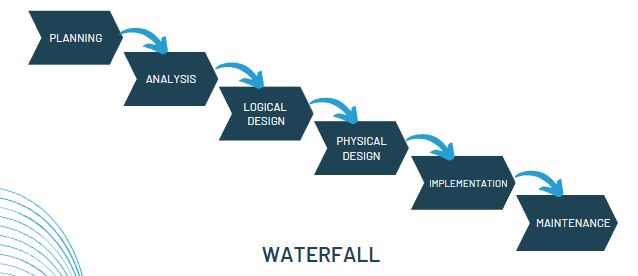 PLANNING
ANALYSIS
LOGICAL
DESIGN
PHYSICAL
DESIGN
IMPLEMENTATION
MAINTENANCE
WATERFALL